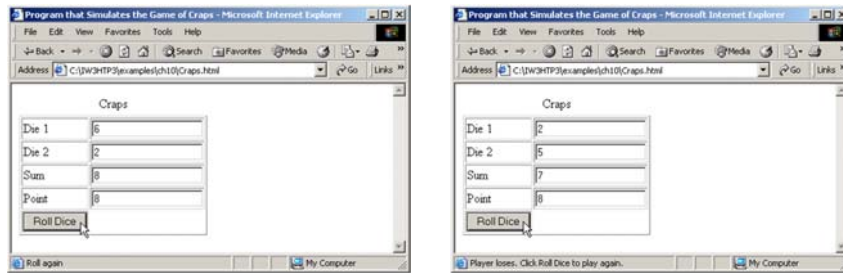 Program that Simulates the Game of Craps - Microsoft Internet Explorer
File Edit View Favorites Tools Help
Back Search Favorites Media »
Address C:\IW3HTP3\examples\ch10\Craps.html Go Links »
Craps
Die 1 6
Die 2 2
Sum 8
Point 8
Roll Dice
Roll again My Computer
Program that Simulates the Game of Craps - Microsoft Internet Explorer
File Edit View Favorites Tools Help
Back Search Favorites Media »
Address C:\IW3HTP3\examples\ch10\Craps.html Go Links »
Craps
Die 1 2
Die 2 5
Sum 7
Point 8
Roll Dice
Player loses. Click Roll Dice to play again. My Computer